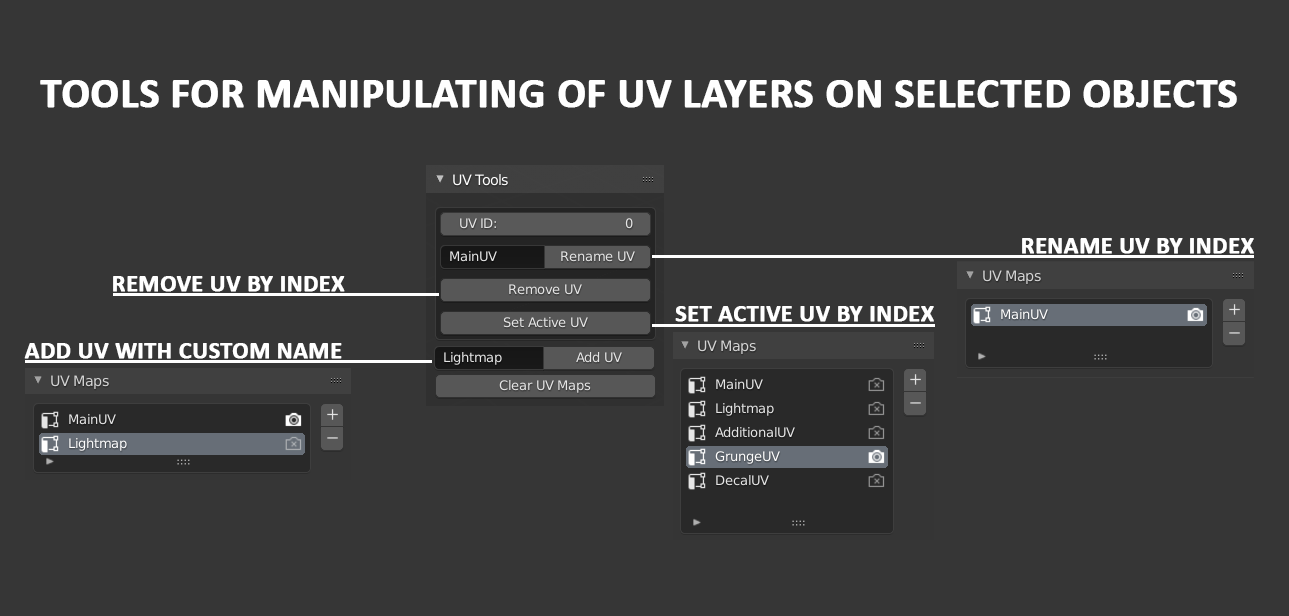 TOOLS FOR MANIPULATING OF UV LAYERS ON SELECTED OBJECTS
UV Tools
UV ID: 0
MainUV Rename UV
Remove UV
Set Active UV
Lightmap Add UV
Clear UV Maps
REMOVE UV BY INDEX
ADD UV WITH CUSTOM NAME
UV Maps
MainUV
Lightmap
SET ACTIVE UV BY INDEX
UV Maps
MainUV
Lightmap
AdditionalUV
GrungeUV
DecalUV
RENAME UV BY INDEX
UV Maps
MainUV